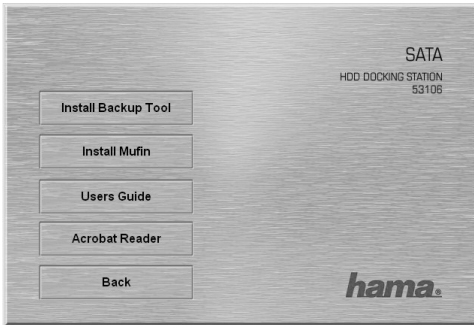 SATA
HDD DOCKING STATION
53106
Install Backup Tool
Install Mufin
Users Guide
Acrobat Reader
Back
hama®